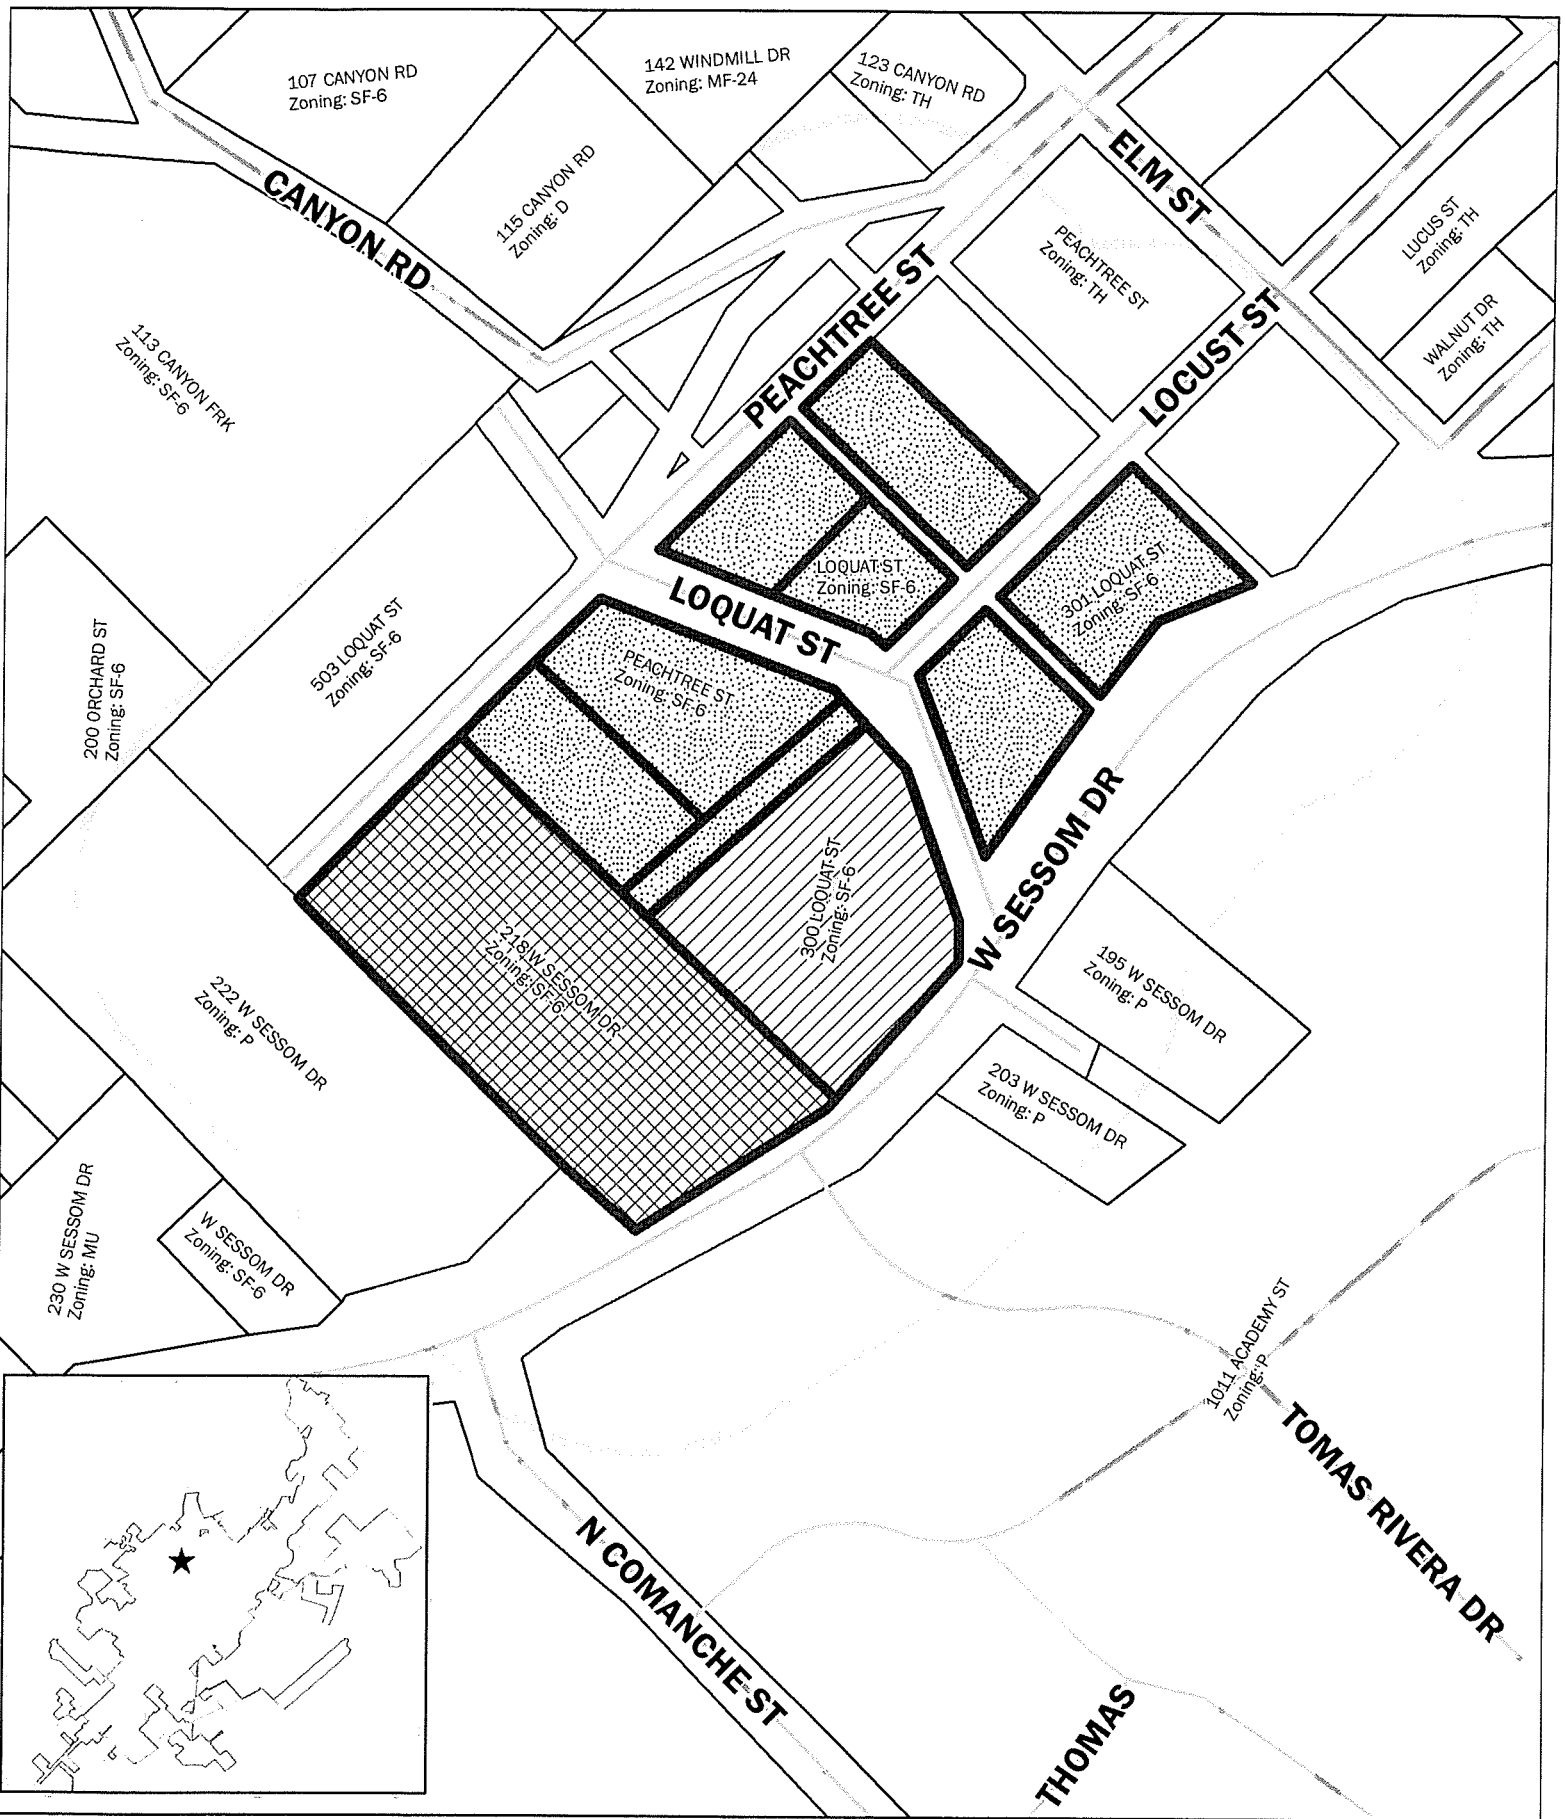 107 CANYON RD
Zoning: SF-6
142 WINDMILL DR
Zoning: MF-24
123 CANYON RD
Zoning: TH
CANYON RD
115 CANYON RD
Zoning: D
ELM ST
LUCUS ST
Zoning: TH
PEACHTREE ST
Zoning: TH
WALNUT DR
Zoning: TH
PEACHTREE ST
LOCUST ST
113 CANYON FRK
Zoning: SF-6
LOQUAT ST
Zoning: SF-6
301 LOQUAT ST
Zoning: SF-6
LOQUAT ST
503 LOQUAT ST
Zoning: SF-6
200 ORCHARD ST
Zoning: SF-6
PEACHTREE ST
Zoning: SF-6
W SESSOM DR
300 LOQUAT ST
Zoning: SF-6
218 W SESSOM DR
Zoning: SF-6
195 W SESSOM DR
Zoning: P
222 W SESSOM DR
Zoning: P
203 W SESSOM DR
Zoning: P
230 W SESSOM DR
Zoning: MU
W SESSOM DR
Zoning: SF-6
1011 ACADEMY ST
Zoning: P
TOMAS RIVERA DR
N COMANCHE ST
THOMAS